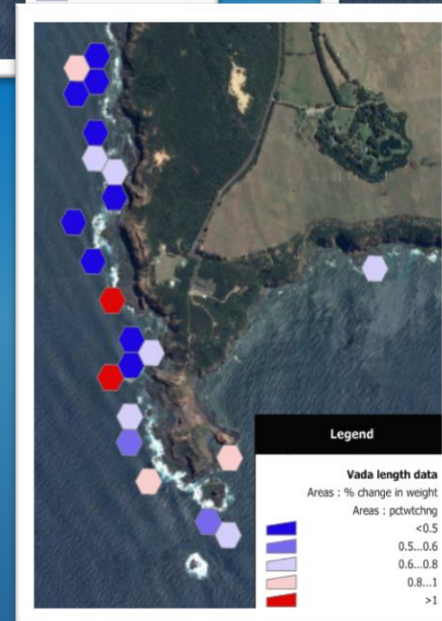 Legend
Vada length data
Areas : % change in weight
Areas : pctwtchng
<0.5
0.5...0.6
0.6...0.8
0.8...1
>1